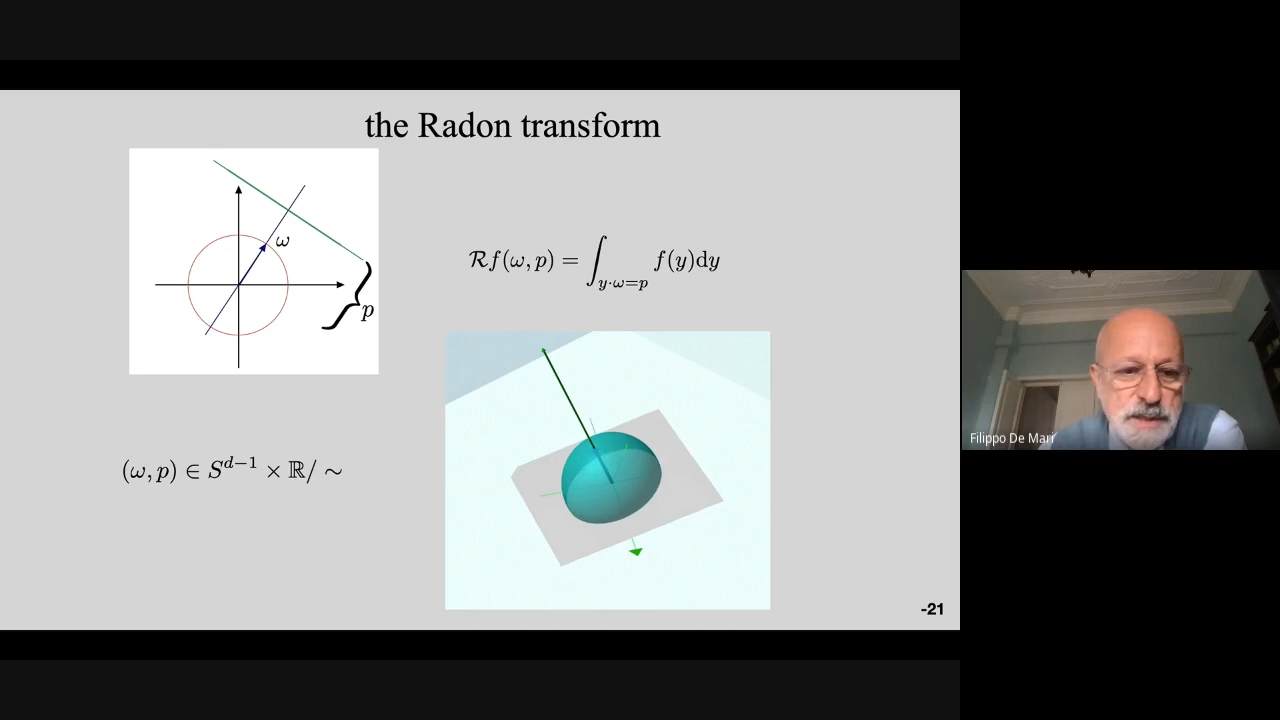 the Radon transform
ω
p
ℛf(ω, p) = ∫_{y·ω=p} f(y)dy
(ω, p) ∈ S^{d−1} × ℝ/ ∼
Filippo De Mari
-21